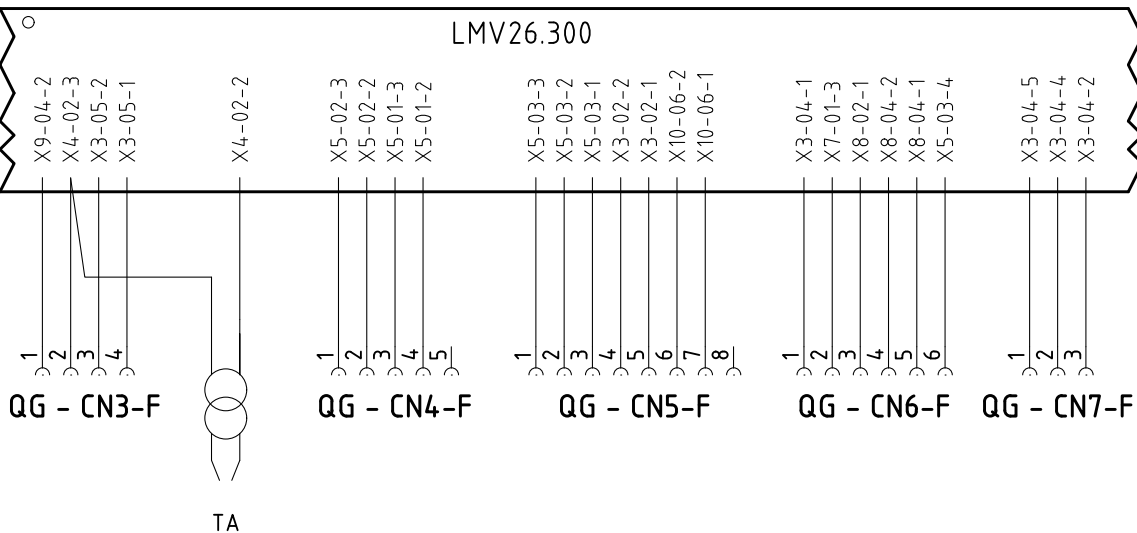 LMV26.300
X9-04-2 X4-02-3 X3-05-2 X3-05-1 X4-02-2 X5-02-3 X5-02-2 X5-01-3 X5-01-2 X5-03-3 X5-03-2 X5-03-1 X3-02-2 X3-02-1 X10-06-2 X10-06-1 X3-04-1 X7-01-3 X8-02-1 X8-04-2 X8-04-1 X5-03-4 X3-04-5 X3-04-4 X3-04-2
1 2 3 4 1 2 3 4 5 1 2 3 4 5 6 7 8 1 2 3 4 5 6 1 2 3
QG - CN3-F QG - CN4-F QG - CN5-F QG - CN6-F QG - CN7-F
TA